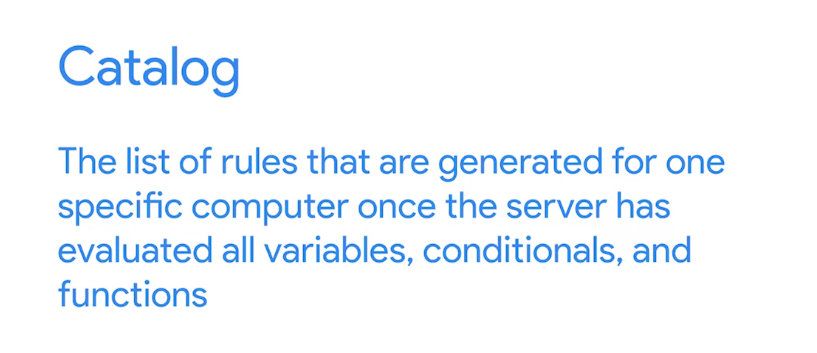 Catalog
The list of rules that are generated for one
specific computer once the server has
evaluated all variables, conditionals, and
functions